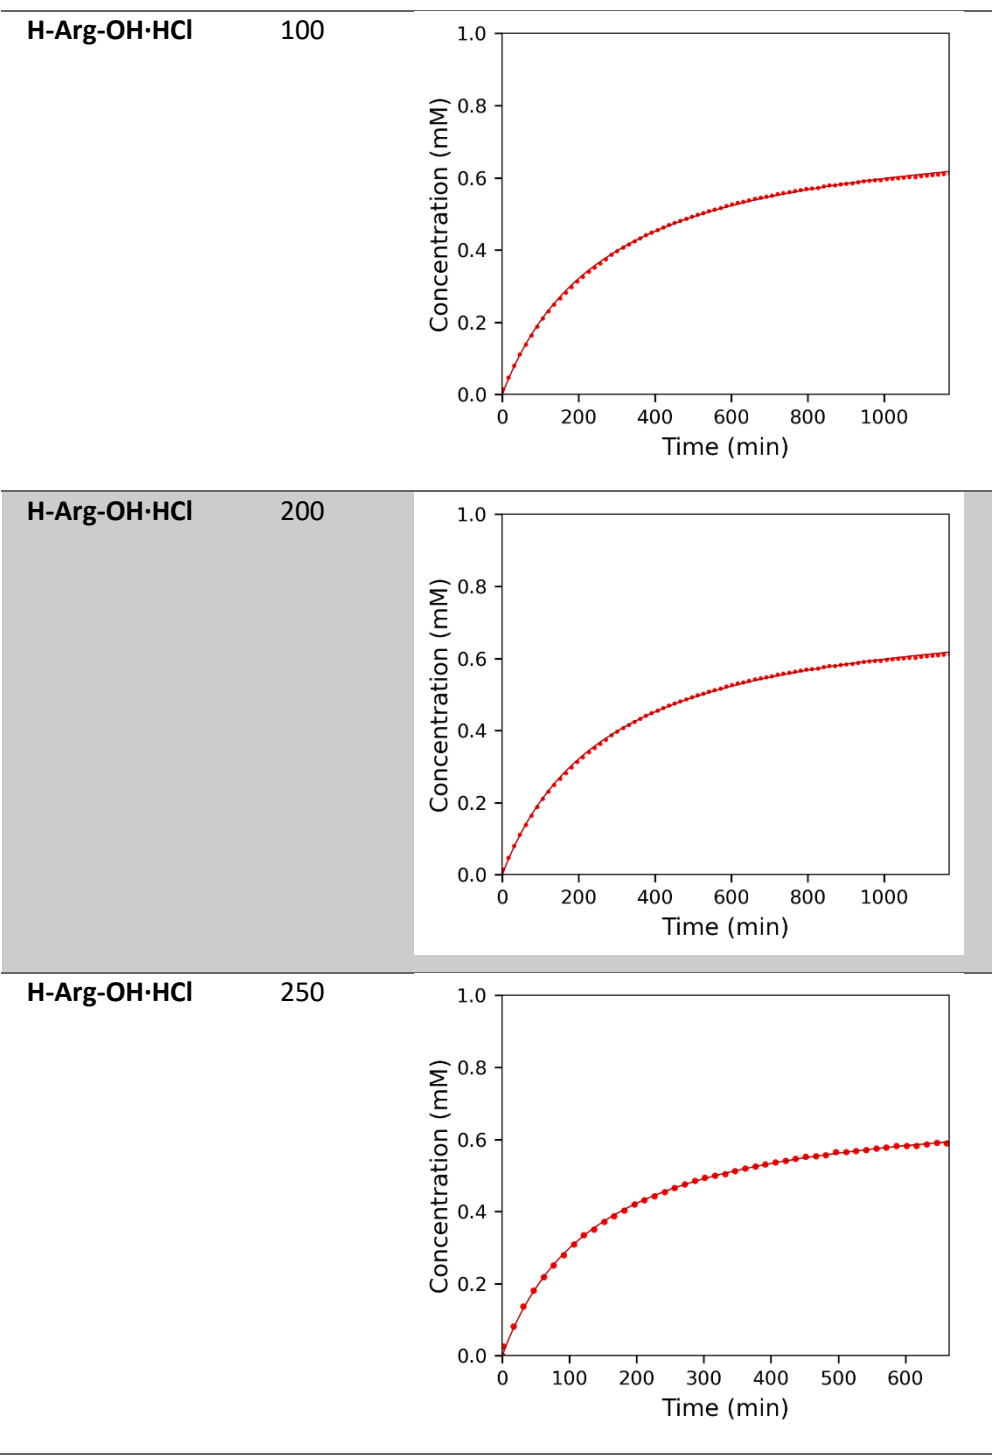 H-Arg-OH·HCl 100
Concentration (mM)
1.0
0.8
0.6
0.4
0.2
0.0
0 200 400 600 800 1000
Time (min)
H-Arg-OH·HCl 200
Concentration (mM)
1.0
0.8
0.6
0.4
0.2
0.0
0 200 400 600 800 1000
Time (min)
H-Arg-OH·HCl 250
Concentration (mM)
1.0
0.8
0.6
0.4
0.2
0.0
0 100 200 300 400 500 600
Time (min)